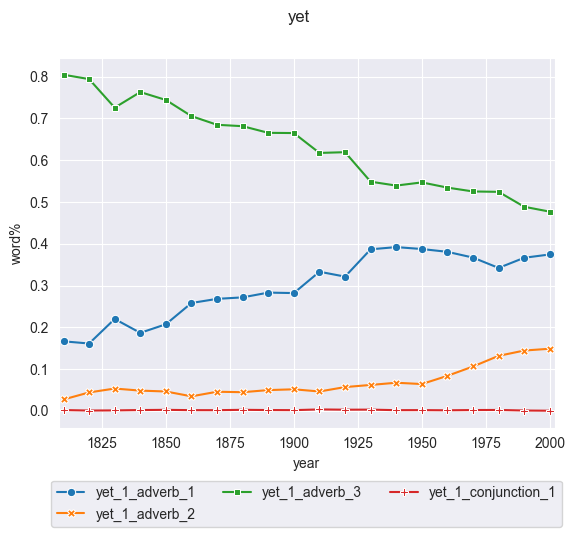 yet
0.8
0.7
0.6
0.5
0.4
0.3
0.2
0.1
0.0
word%
1825 1850 1875 1900 1925 1950 1975 2000
year
yet_1_adverb_1 yet_1_adverb_3 yet_1_conjunction_1
yet_1_adverb_2